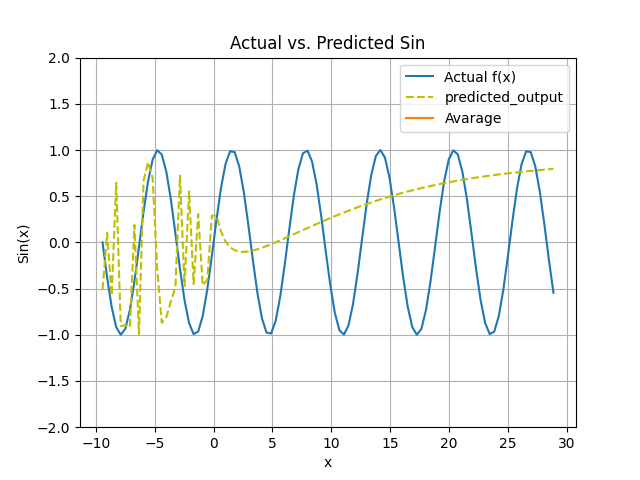 Actual vs. Predicted Sin
Actual f(x)
predicted_output
Avarage
2.0
1.5
1.0
0.5
0.0
−0.5
−1.0
−1.5
−2.0
Sin(x)
−10 −5 0 5 10 15 20 25 30
x